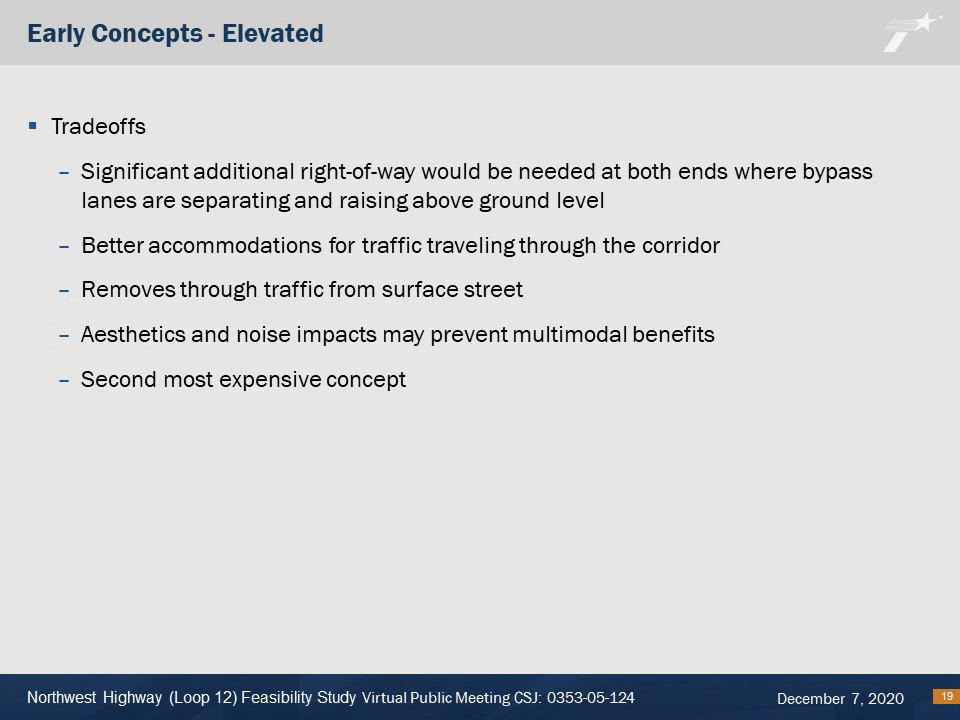 Early Concepts - Elevated
▪ Tradeoffs
– Significant additional right-of-way would be needed at both ends where bypass
lanes are separating and raising above ground level
– Better accommodations for traffic traveling through the corridor
– Removes through traffic from surface street
– Aesthetics and noise impacts may prevent multimodal benefits
– Second most expensive concept
Northwest Highway (Loop 12) Feasibility Study Virtual Public Meeting CSJ: 0353-05-124
December 7, 2020
19